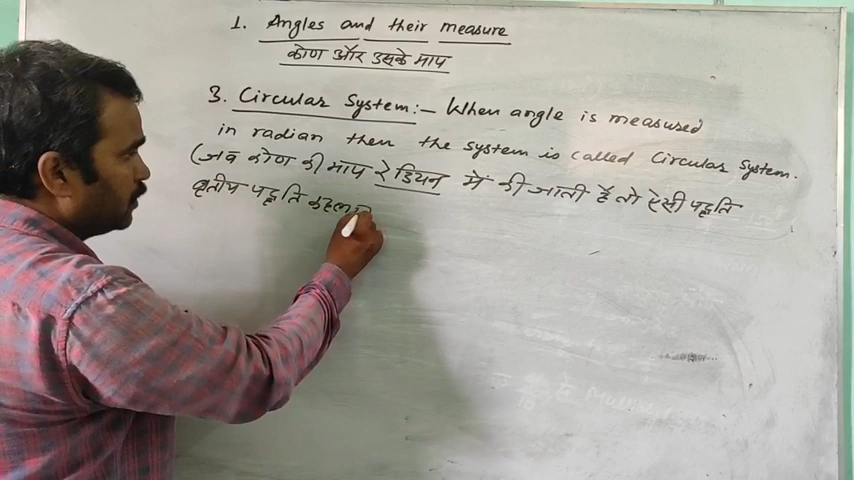 1. Angles and their measure
कोण और उसके माप
3. Circular System:- When angle is measured
in radian then the system is called Circular System.
(जब कोण की माप रेडियन में की जाती है तो ऐसी पद्धति
वृतीय पद्धति कहला